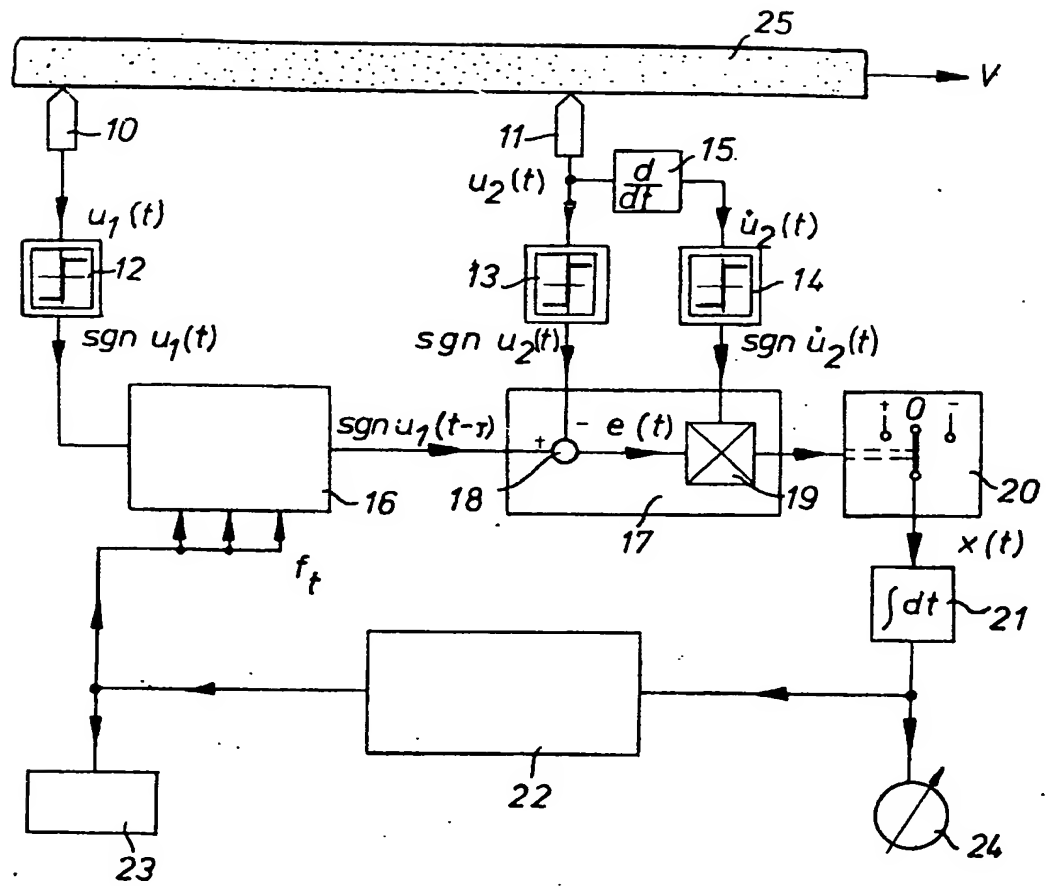 25
V
10
11
15
d
dt
u₂(t)
u₁(t)
u̇₂(t)
12
13
14
sgn u₁(t)
sgn u₂(t)
sgn u̇₂(t)
+ 0 -
sgn u₁(t-τ)
+
-
e(t)
18
19
20
16
17
fₜ
x(t)
∫dt
21
22
23
24